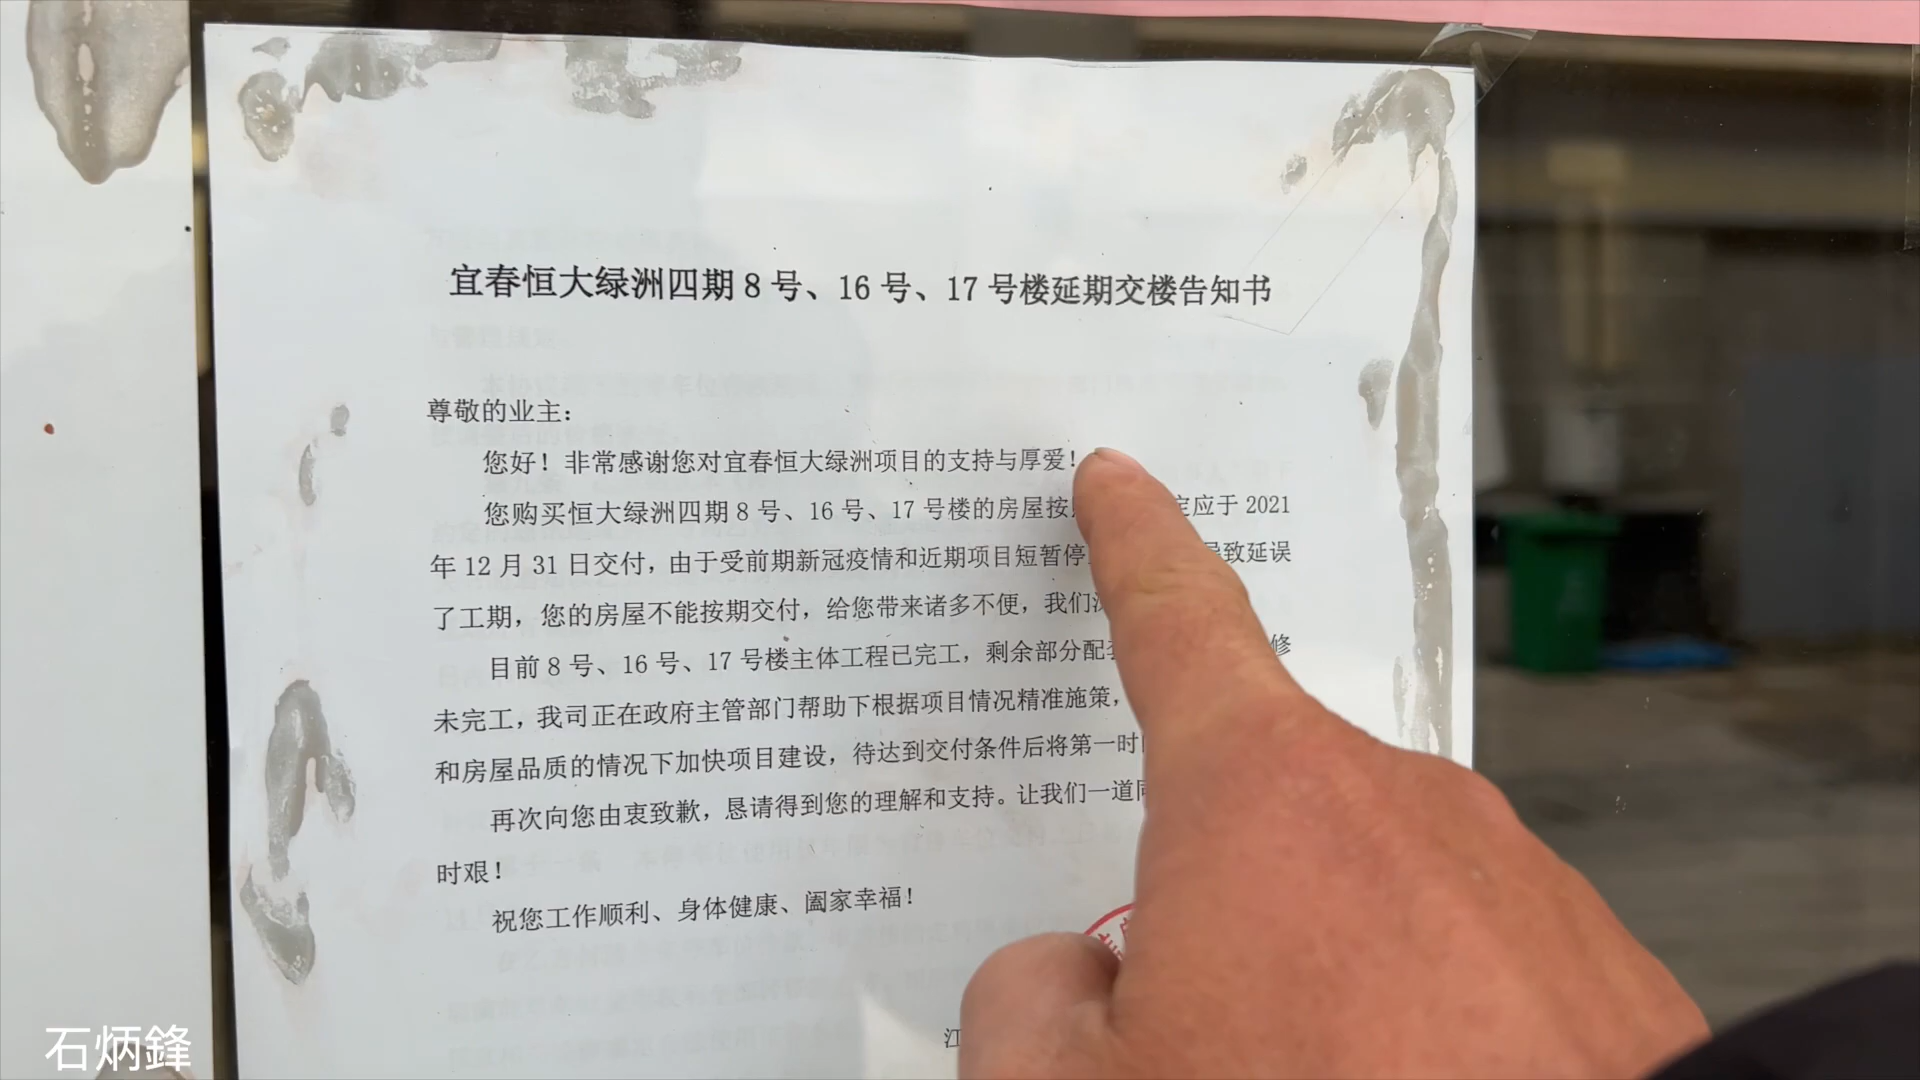 宜春恒大绿洲四期8号、16号、17号楼延期交楼告知书
尊敬的业主：
您好！非常感谢您对宜春恒大绿洲项目的支持与厚爱！
您购买恒大绿洲四期8号、16号、17号楼的房屋按 定应于2021
年12月31日交付，由于受前期新冠疫情和近期项目短暂停 导致延误
了工期，您的房屋不能按期交付，给您带来诸多不便，我们
目前8号、16号、17号楼主体工程已完工，剩余部分配 修
未完工，我司正在政府主管部门帮助下根据项目情况精准施策，
和房屋品质的情况下加快项目建设，待达到交付条件后将第一时
再次向您由衷致歉，恳请得到您的理解和支持。让我们一道
时艰！
祝您工作顺利、身体健康、阖家幸福！
江
石炳鋒